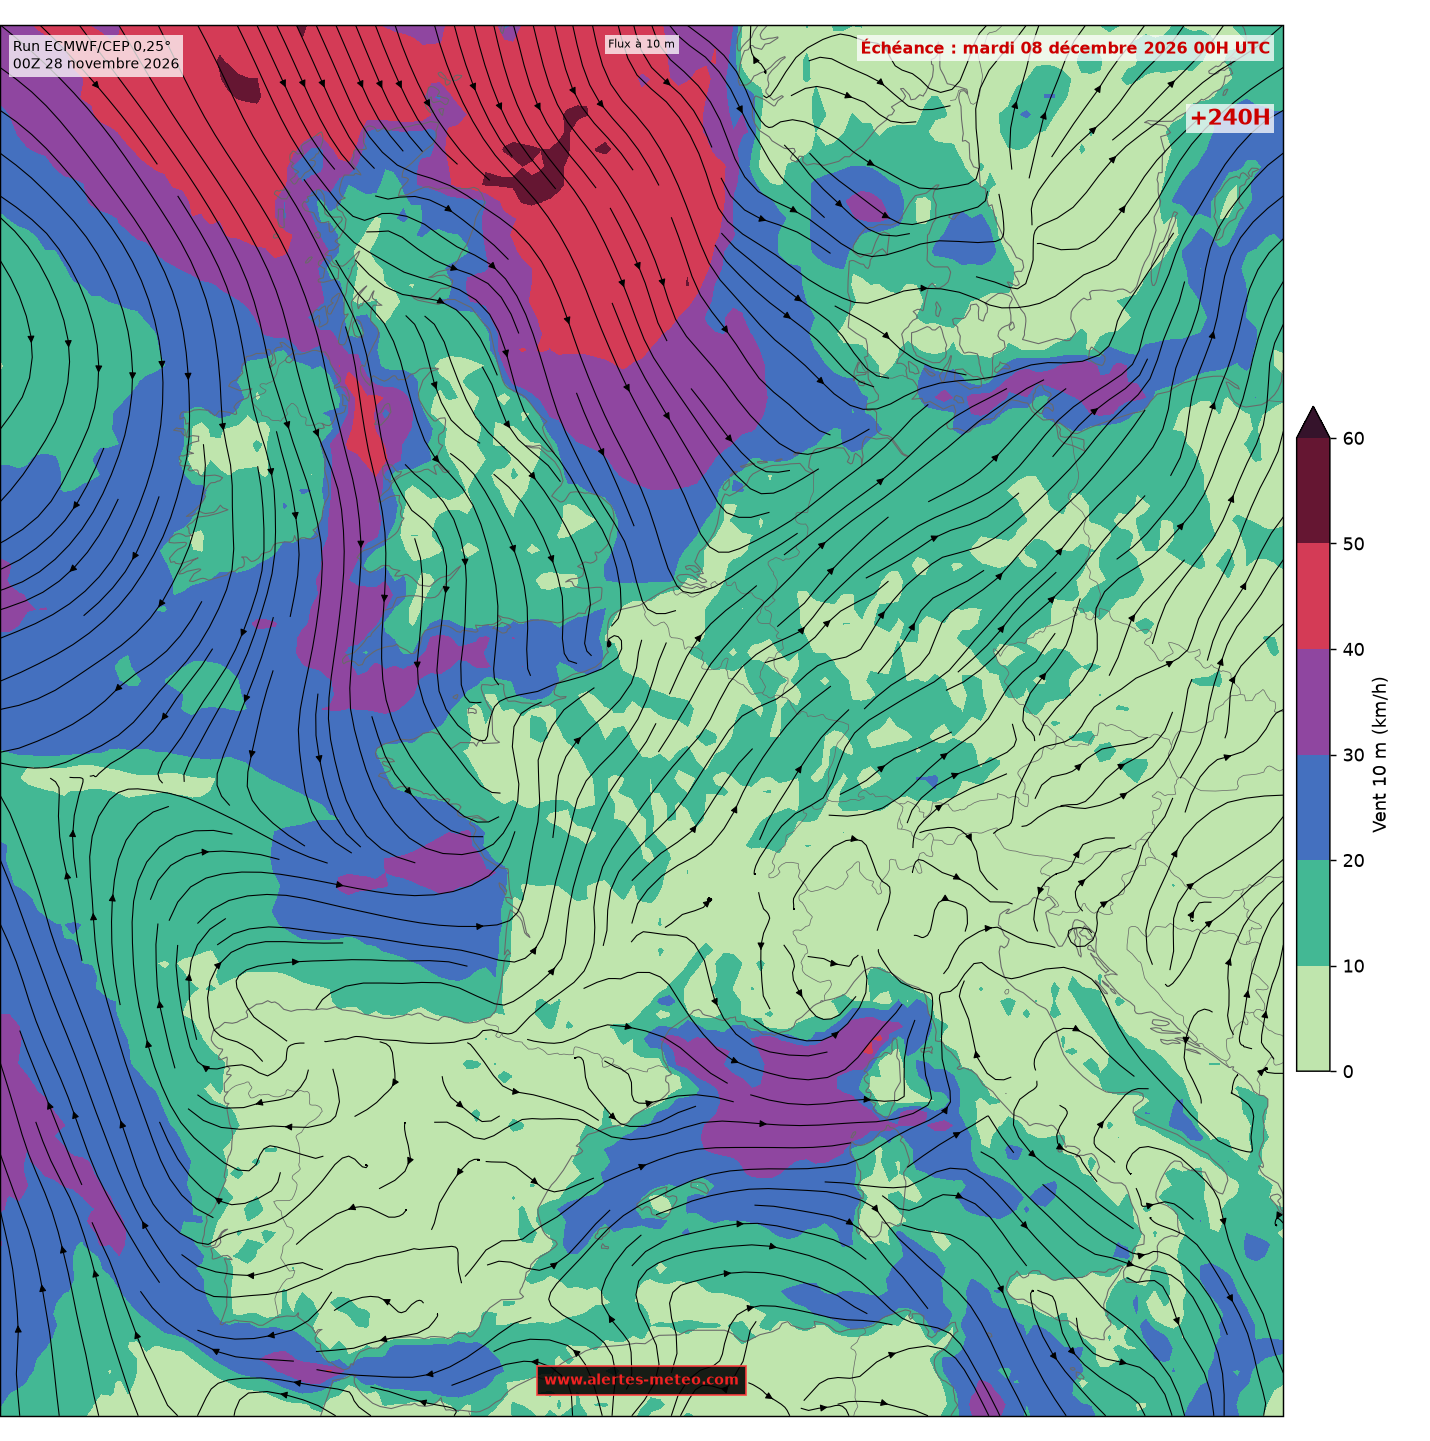 Run ECMWF/CEP 0,25°
00Z 28 novembre 2026
Flux à 10 m
Échéance : mardi 08 décembre 2026 00H UTC
+240H
60
50
40
30
20
10
0
Vent 10 m (km/h)
www.alertes-meteo.com